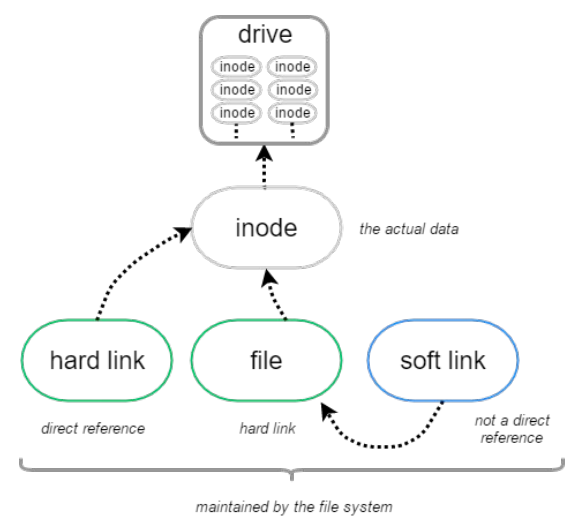 drive
inode inode
inode inode
inode inode
inode
the actual data
hard link
file
soft link
direct reference
hard link
not a direct
reference
maintained by the file system